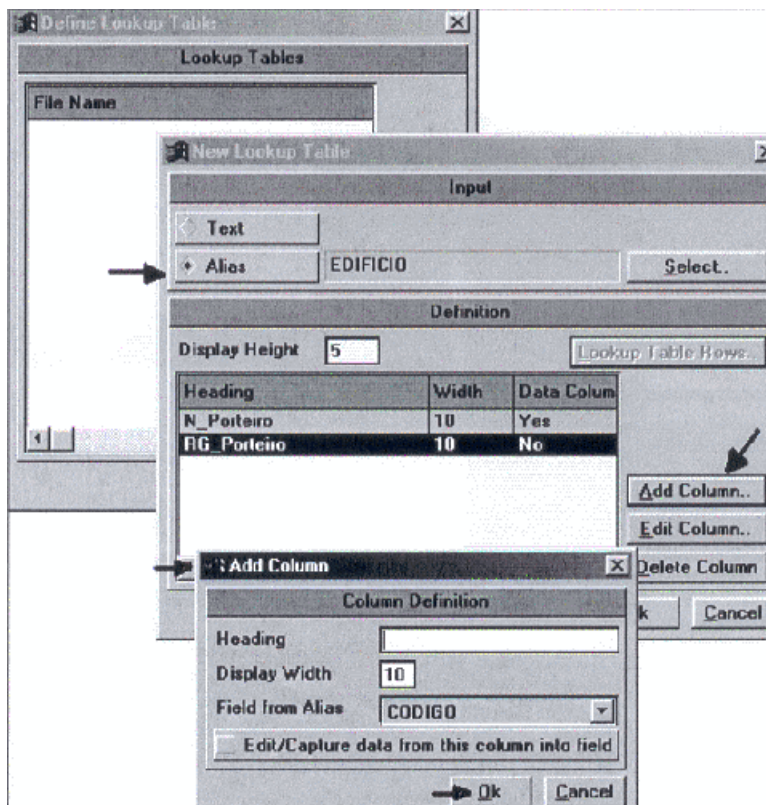 Define Lookup Table
Lookup Tables
File Name
New Lookup Table
Input
Text
Alias
EDIFICIO
Select..
Definition
Display Height
5
Lookup Table Rows..
Heading Width Data Colum
N_Porteiro 10 Yes
RG_Porteiro 10 No
Add Column..
Edit Column..
Delete Column
k
Cancel
Add Column
Column Definition
Heading
Display Width
10
Field from Alias
CODIGO
Edit/Capture data from this column into field
Ok
Cancel